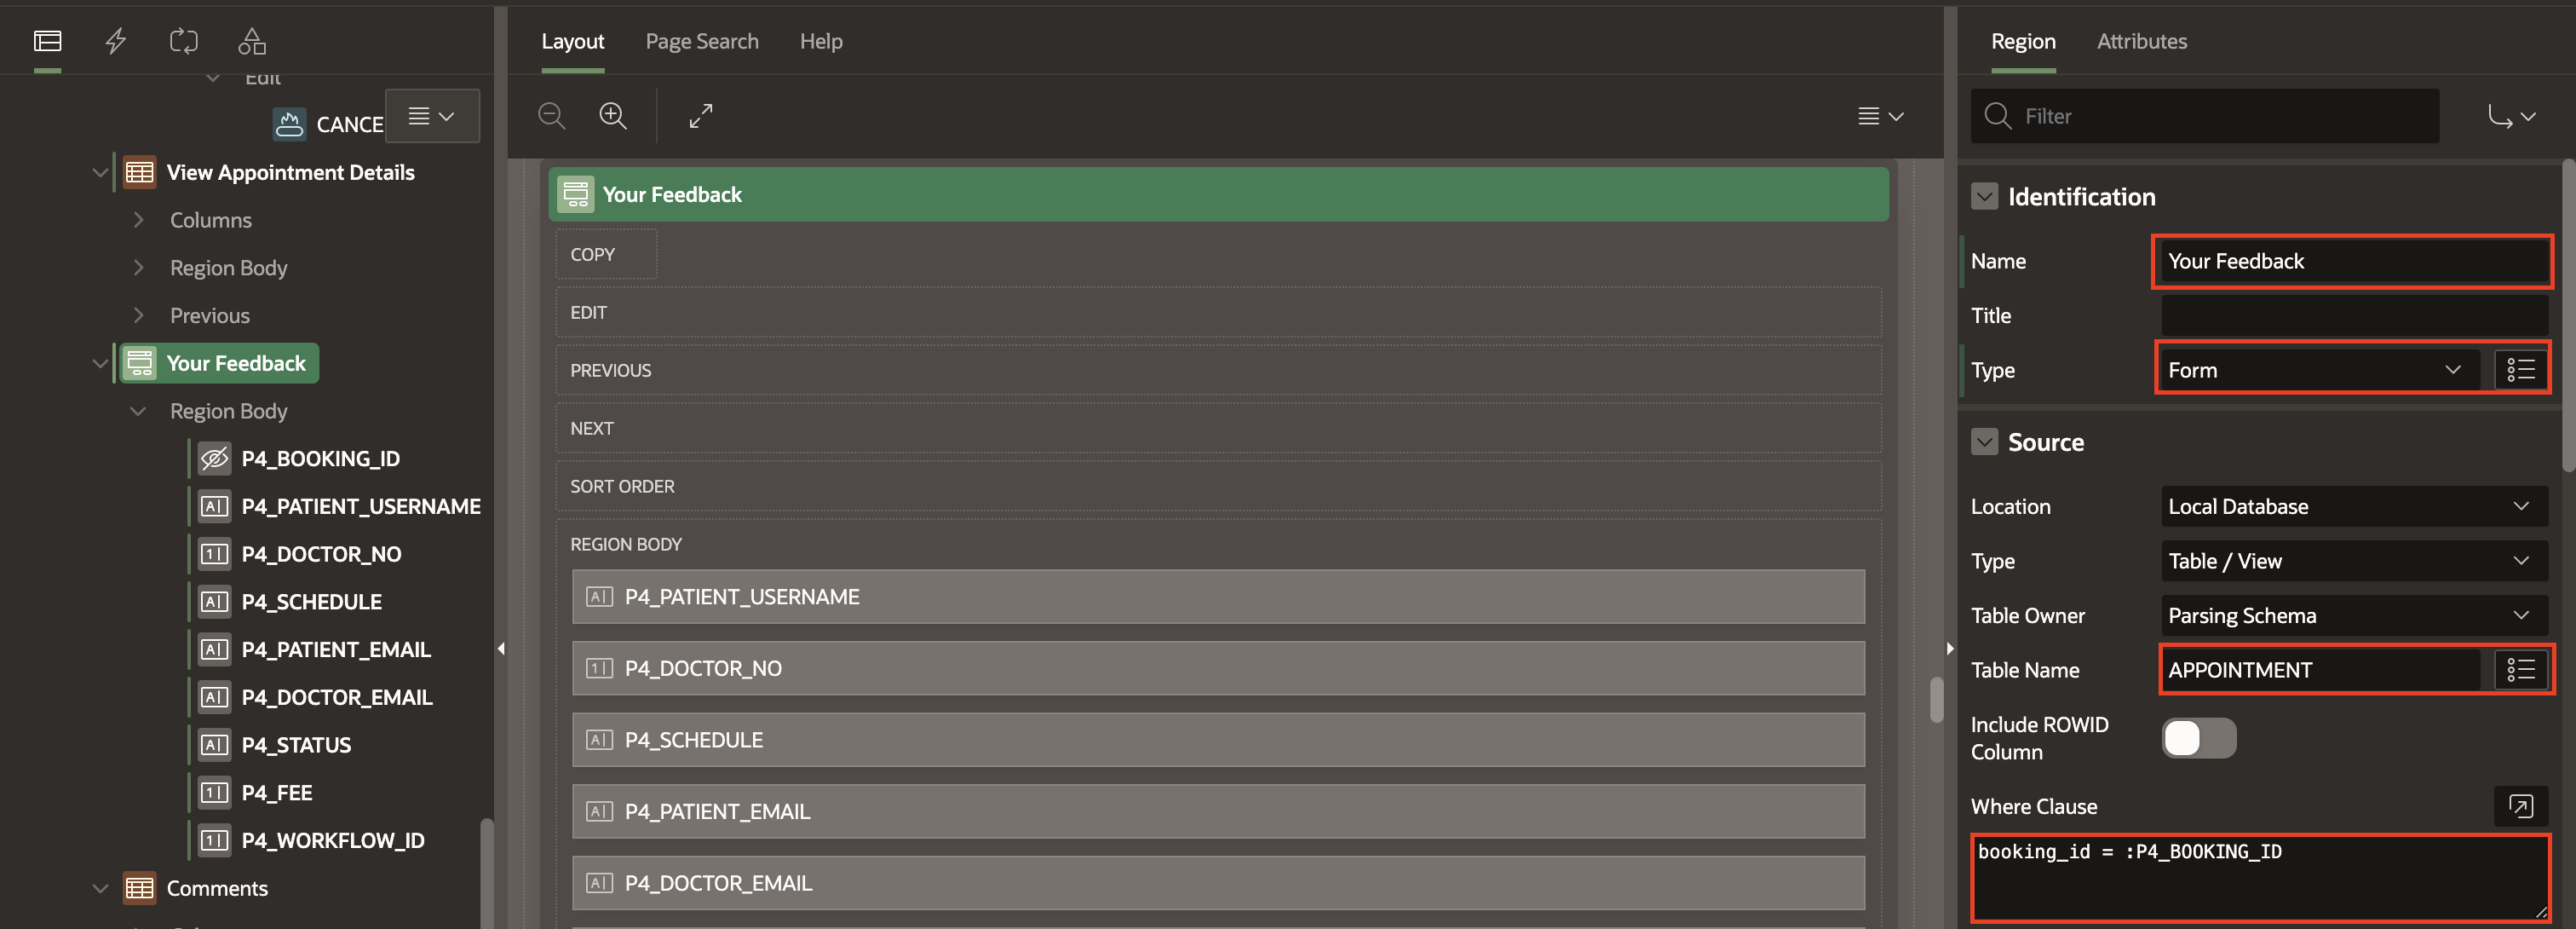 Edit
CANCE
View Appointment Details
Columns
Region Body
Previous
Your Feedback
Region Body
P4_BOOKING_ID
P4_PATIENT_USERNAME
P4_DOCTOR_NO
P4_SCHEDULE
P4_PATIENT_EMAIL
P4_DOCTOR_EMAIL
P4_STATUS
P4_FEE
P4_WORKFLOW_ID
Comments
Layout Page Search Help
Your Feedback
COPY
EDIT
PREVIOUS
NEXT
SORT ORDER
REGION BODY
P4_PATIENT_USERNAME
P4_DOCTOR_NO
P4_SCHEDULE
P4_PATIENT_EMAIL
P4_DOCTOR_EMAIL
Region Attributes
Filter
Identification
Name Your Feedback
Title
Type Form
Source
Location Local Database
Type Table / View
Table Owner Parsing Schema
Table Name APPOINTMENT
Include ROWID
Column
Where Clause
booking_id = :P4_BOOKING_ID